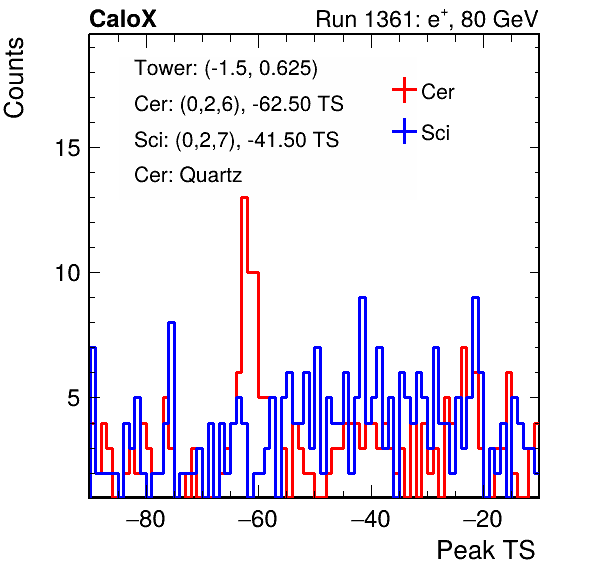 CaloX Run 1361: e⁺, 80 GeV
Counts
Tower: (-1.5, 0.625)
Cer: (0,2,6), -62.50 TS
Sci: (0,2,7), -41.50 TS
Cer: Quartz
Cer
Sci
15
10
5
−80 −60 −40 −20
Peak TS